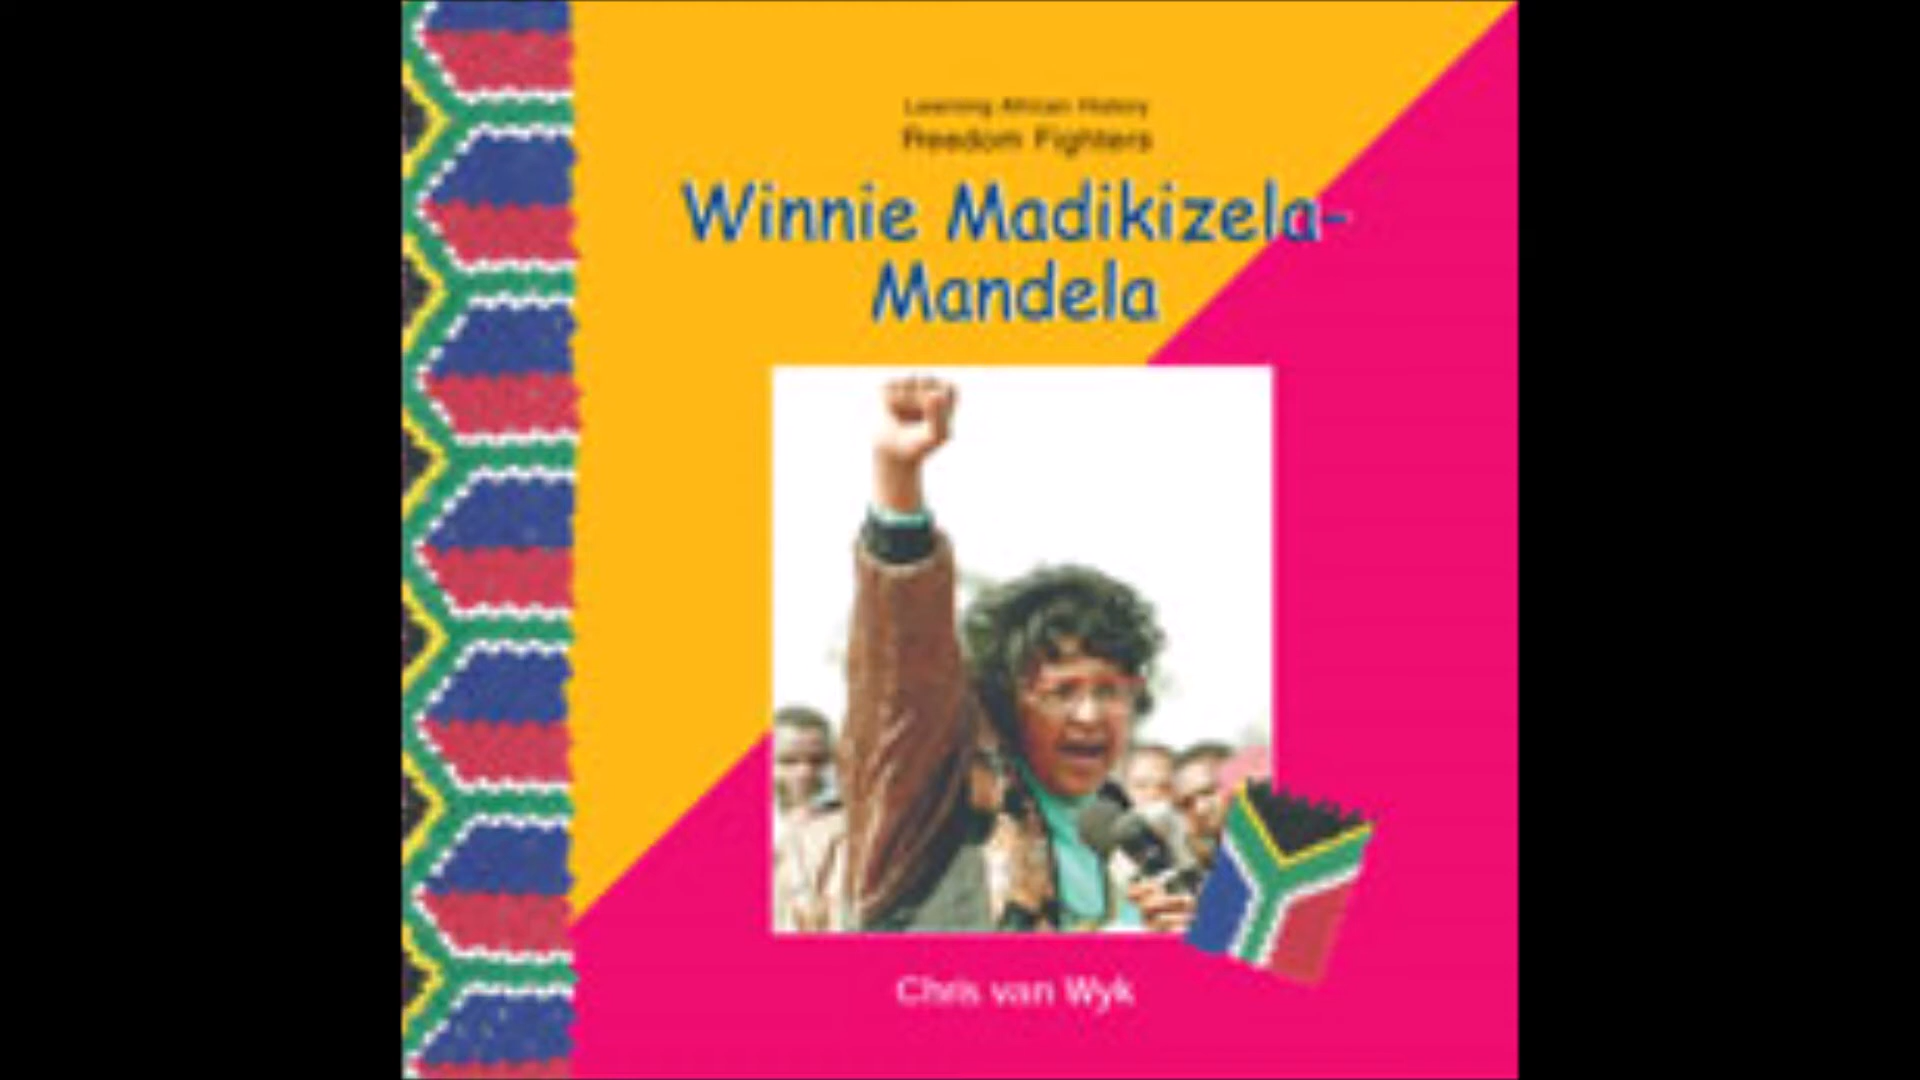 Learning African History
Freedom Fighters
Winnie Madikizela-
Mandela
Chris van Wyk